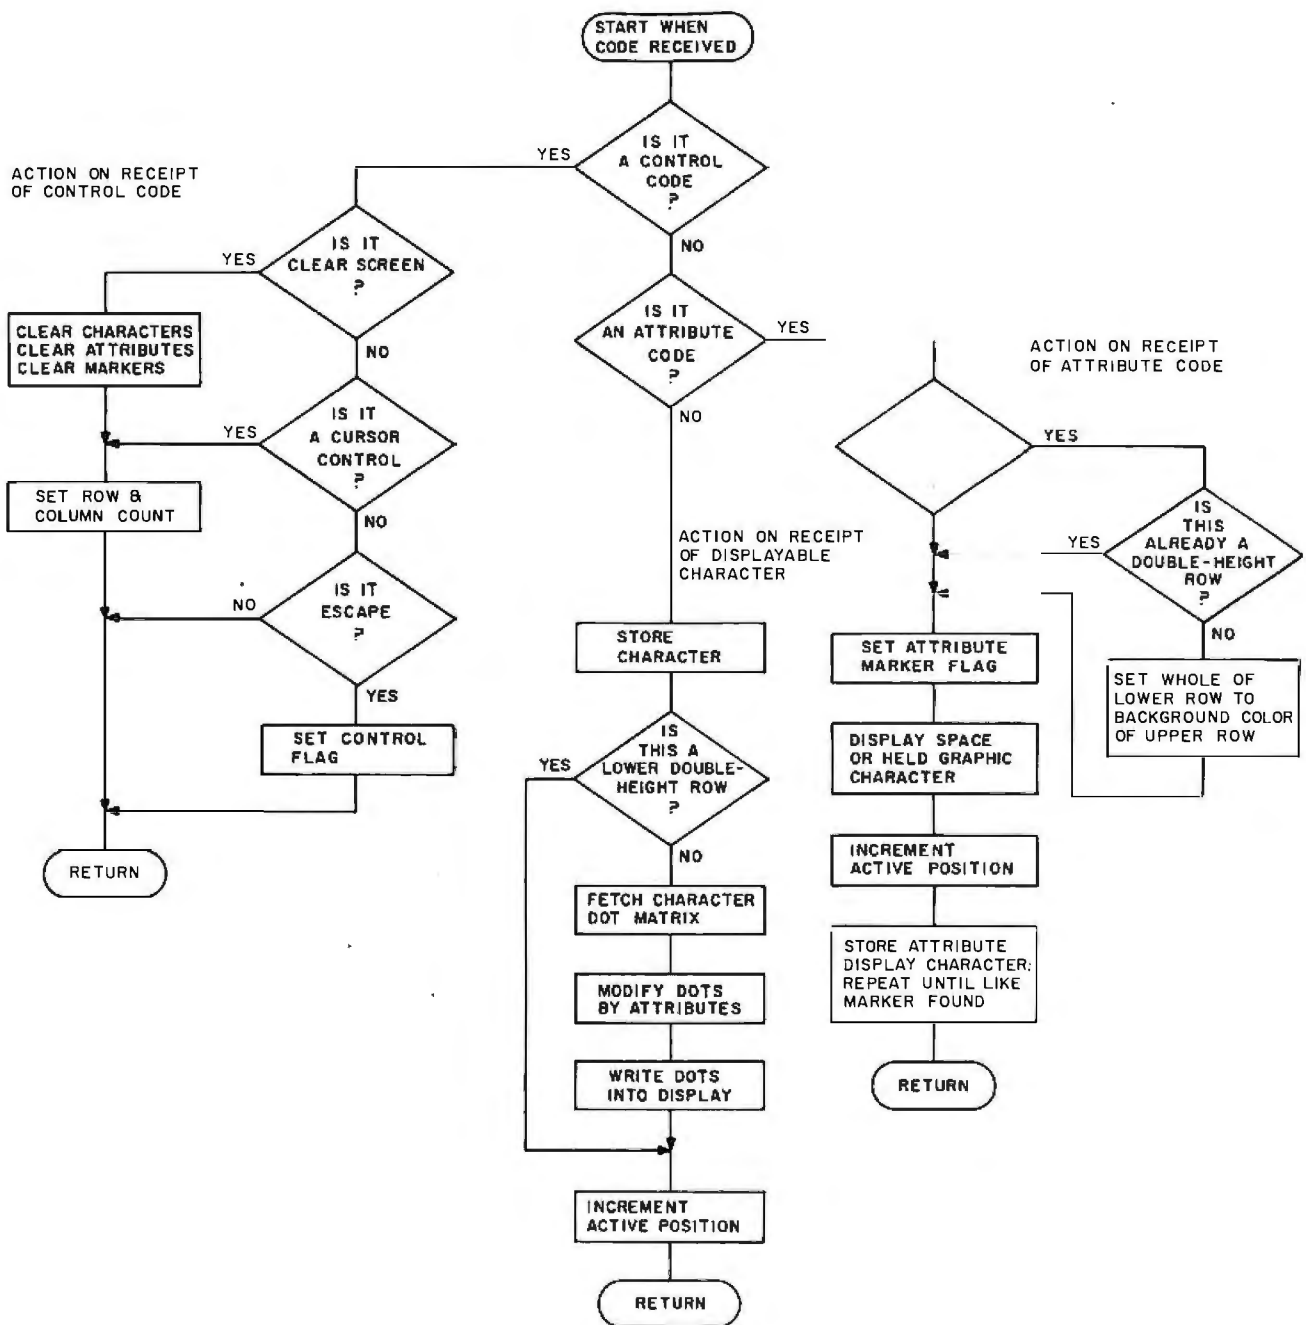 START WHEN
CODE RECEIVED
IS IT
A CONTROL
CODE
?
YES
NO
ACTION ON RECEIPT
OF CONTROL CODE
IS IT
CLEAR SCREEN
?
YES
NO
CLEAR CHARACTERS
CLEAR ATTRIBUTES
CLEAR MARKERS
IS IT
A CURSOR
CONTROL
?
YES
NO
SET ROW &
COLUMN COUNT
IS IT
ESCAPE
?
NO
YES
SET CONTROL
FLAG
RETURN
IS IT
AN ATTRIBUTE
CODE
?
YES
NO
ACTION ON RECEIPT
OF DISPLAYABLE
CHARACTER
STORE
CHARACTER
IS
THIS A
LOWER DOUBLE-
HEIGHT ROW
?
YES
NO
FETCH CHARACTER
DOT MATRIX
MODIFY DOTS
BY ATTRIBUTES
WRITE DOTS
INTO DISPLAY
INCREMENT
ACTIVE POSITION
RETURN
ACTION ON RECEIPT
OF ATTRIBUTE CODE
YES
IS
THIS
ALREADY A
DOUBLE-HEIGHT
ROW
?
YES
NO
SET WHOLE OF
LOWER ROW TO
BACKGROUND COLOR
OF UPPER ROW
SET ATTRIBUTE
MARKER FLAG
DISPLAY SPACE
OR HELD GRAPHIC
CHARACTER
INCREMENT
ACTIVE POSITION
STORE ATTRIBUTE
DISPLAY CHARACTER;
REPEAT UNTIL LIKE
MARKER FOUND
RETURN